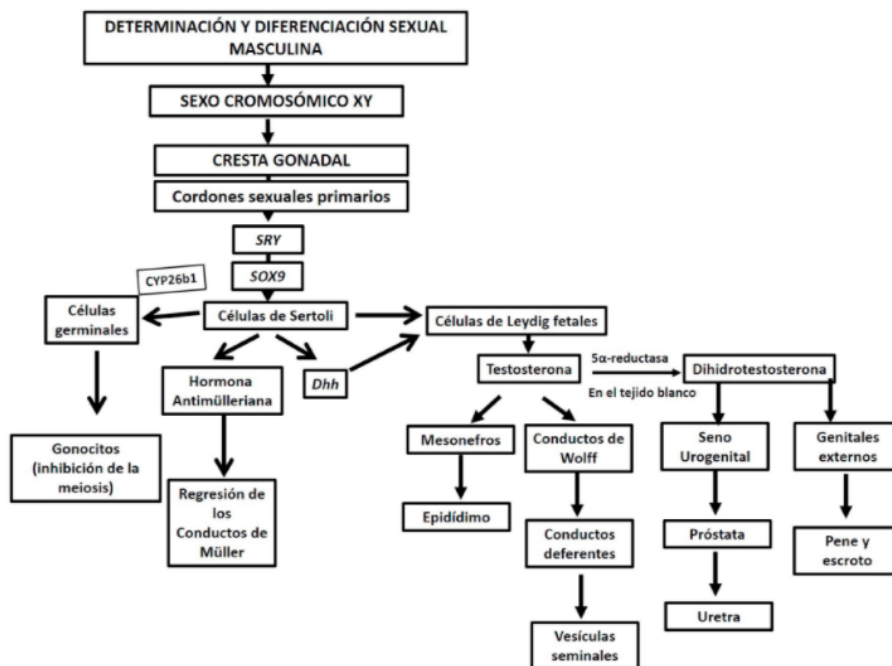 DETERMINACIÓN Y DIFERENCIACIÓN SEXUAL
MASCULINA
SEXO CROMOSÓMICO XY
CRESTA GONADAL
Cordones sexuales primarios
SRY
SOX9
CYP26b1
Células
germinales
Células de Sertoli
Células de Leydig fetales
Gonocitos
(inhibición de la
meiosis)
Hormona
Antimülleriana
Dhh
Regresión de
los
Conductos de
Müller
Testosterona
5α-reductasa
En el tejido blanco
Dihidrotestosterona
Mesonefros
Epidídimo
Conductos de
Wolff
Conductos
deferentes
Vesículas
seminales
Seno
Urogenital
Próstata
Uretra
Genitales
externos
Pene y
escroto